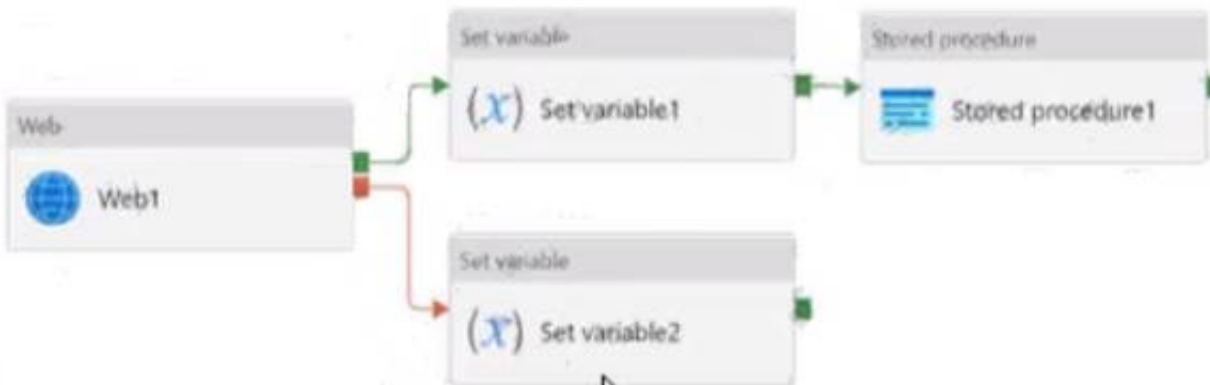 Set variable
(x) Set variable1
Stored procedure
Stored procedure1
Web
Web1
Set variable
(x) Set variable2